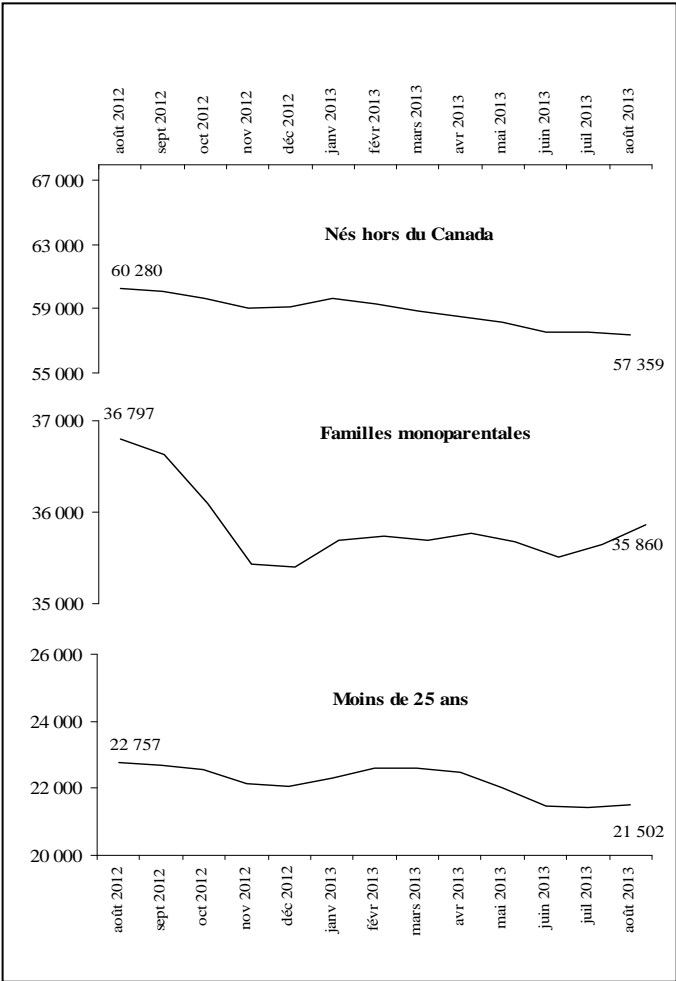 août 2012
sept 2012
oct 2012
nov 2012
déc 2012
janv 2013
févr 2013
mars 2013
avr 2013
mai 2013
juin 2013
juil 2013
août 2013
67 000
63 000
59 000
55 000
Nés hors du Canada
60 280
57 359
37 000
36 000
35 000
36 797
Familles monoparentales
35 860
26 000
24 000
22 000
20 000
Moins de 25 ans
22 757
21 502
août 2012
sept 2012
oct 2012
nov 2012
déc 2012
janv 2013
févr 2013
mars 2013
avr 2013
mai 2013
juin 2013
juil 2013
août 2013